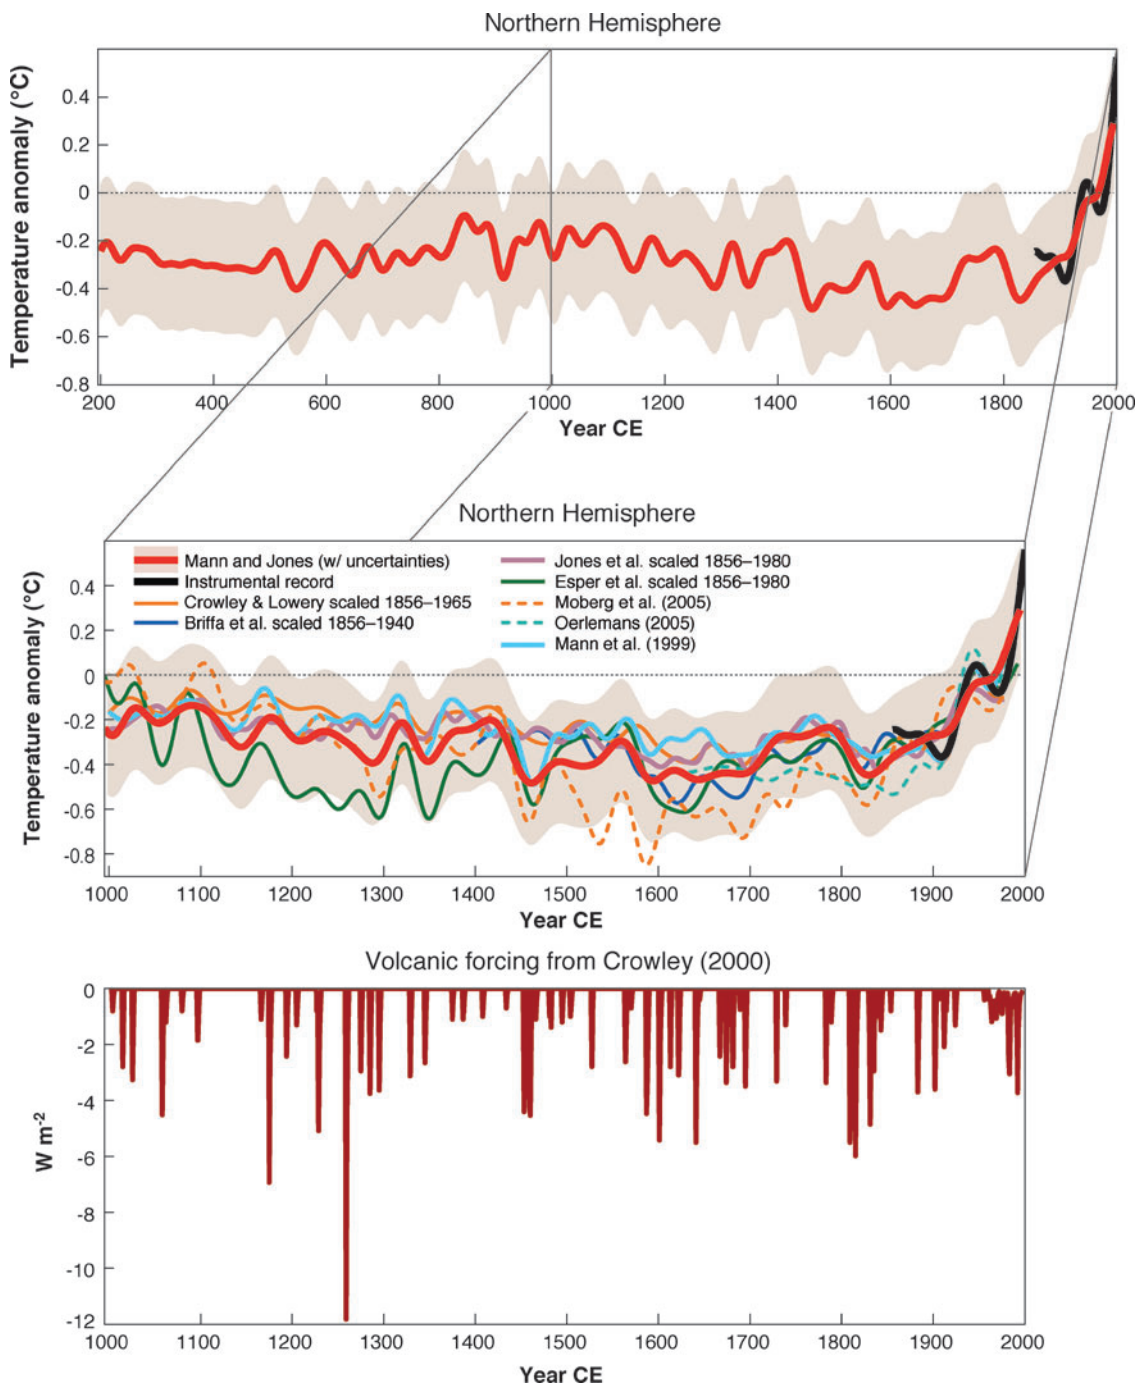 Northern Hemisphere
Temperature anomaly (°C)
0.4
0.2
0
-0.2
-0.4
-0.6
-0.8
200 400 600 800 1000 1200 1400 1600 1800 2000
Year CE
Northern Hemisphere
Mann and Jones (w/ uncertainties)
Instrumental record
Crowley & Lowery scaled 1856–1965
Briffa et al. scaled 1856–1940
Jones et al. scaled 1856–1980
Esper et al. scaled 1856–1980
Moberg et al. (2005)
Oerlemans (2005)
Mann et al. (1999)
Temperature anomaly (°C)
0.4
0.2
0
-0.2
-0.4
-0.6
-0.8
1000 1100 1200 1300 1400 1500 1600 1700 1800 1900 2000
Year CE
Volcanic forcing from Crowley (2000)
W m-2
0
-2
-4
-6
-8
-10
-12
1000 1100 1200 1300 1400 1500 1600 1700 1800 1900 2000
Year CE